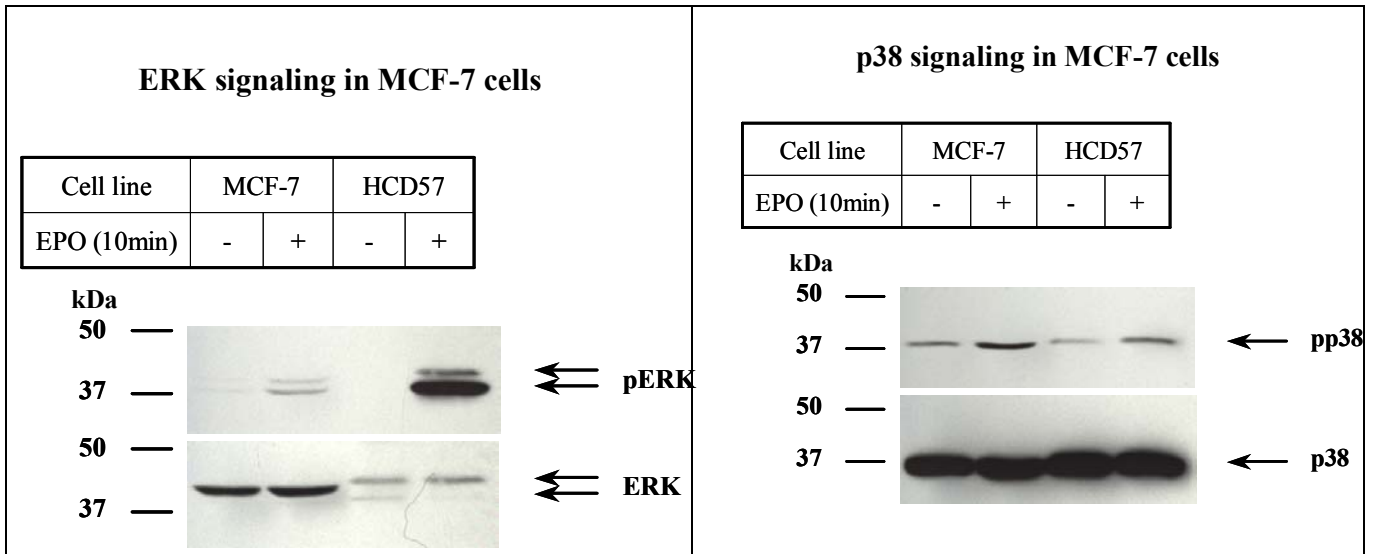 ERK signaling in MCF-7 cells
Cell line MCF-7 HCD57
EPO (10min) - + - +
kDa
50
37
pERK
50
37
ERK
p38 signaling in MCF-7 cells
Cell line MCF-7 HCD57
EPO (10min) - + - +
kDa
50
37
pp38
50
37
p38